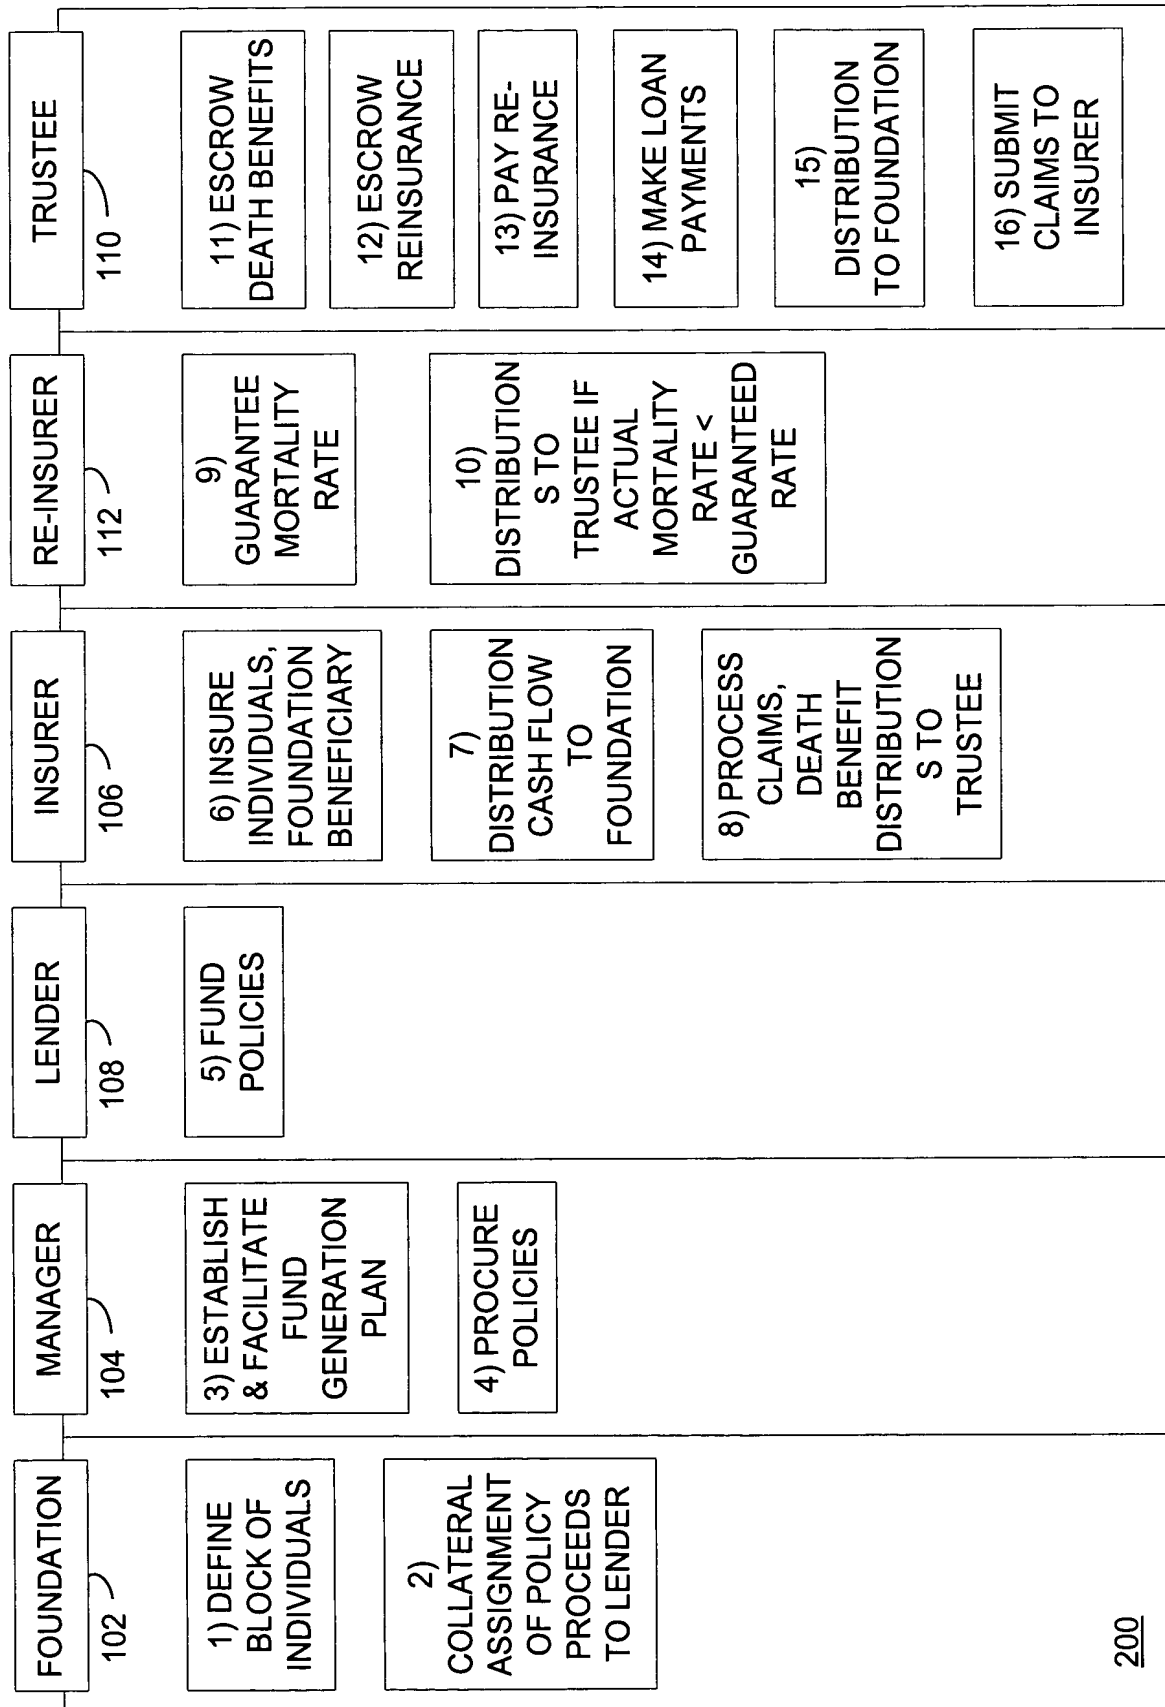 FOUNDATION
102
1) DEFINE
BLOCK OF
INDIVIDUALS
2)
COLLATERAL
ASSIGNMENT
OF POLICY
PROCEEDS
TO LENDER
MANAGER
104
3) ESTABLISH
& FACILITATE
FUND
GENERATION
PLAN
4) PROCURE
POLICIES
LENDER
108
5) FUND
POLICIES
INSURER
106
6) INSURE
INDIVIDUALS,
FOUNDATION
BENEFICIARY
7)
DISTRIBUTION
CASH FLOW
TO
FOUNDATION
8) PROCESS
CLAIMS,
DEATH
BENEFIT
DISTRIBUTION
S TO
TRUSTEE
RE-INSURER
112
9)
GUARANTEE
MORTALITY
RATE
10)
DISTRIBUTION
S TO
TRUSTEE IF
ACTUAL
MORTALITY
RATE <
GUARANTEED
RATE
TRUSTEE
110
11) ESCROW
DEATH BENEFITS
12) ESCROW
REINSURANCE
13) PAY RE-
INSURANCE
14) MAKE LOAN
PAYMENTS
15)
DISTRIBUTION
TO FOUNDATION
16) SUBMIT
CLAIMS TO
INSURER
200